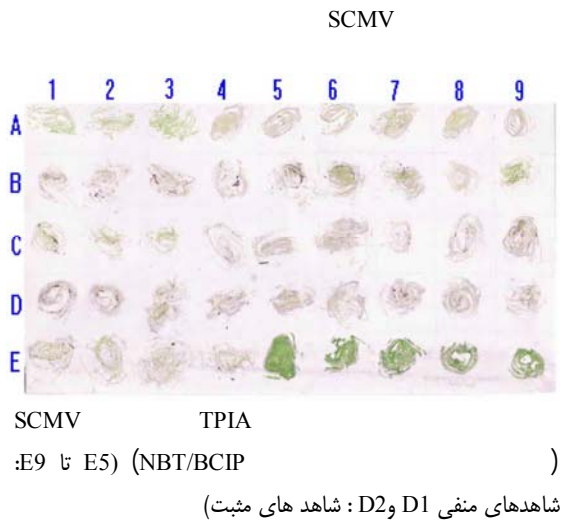 SCMV
1 2 3 4 5 6 7 8 9
A
B
C
D
E
SCMV TPIA
( NBT/BCIP) (E5 تا E9:
شاهدهای منفی D1 وD2 : شاهد های مثبت)